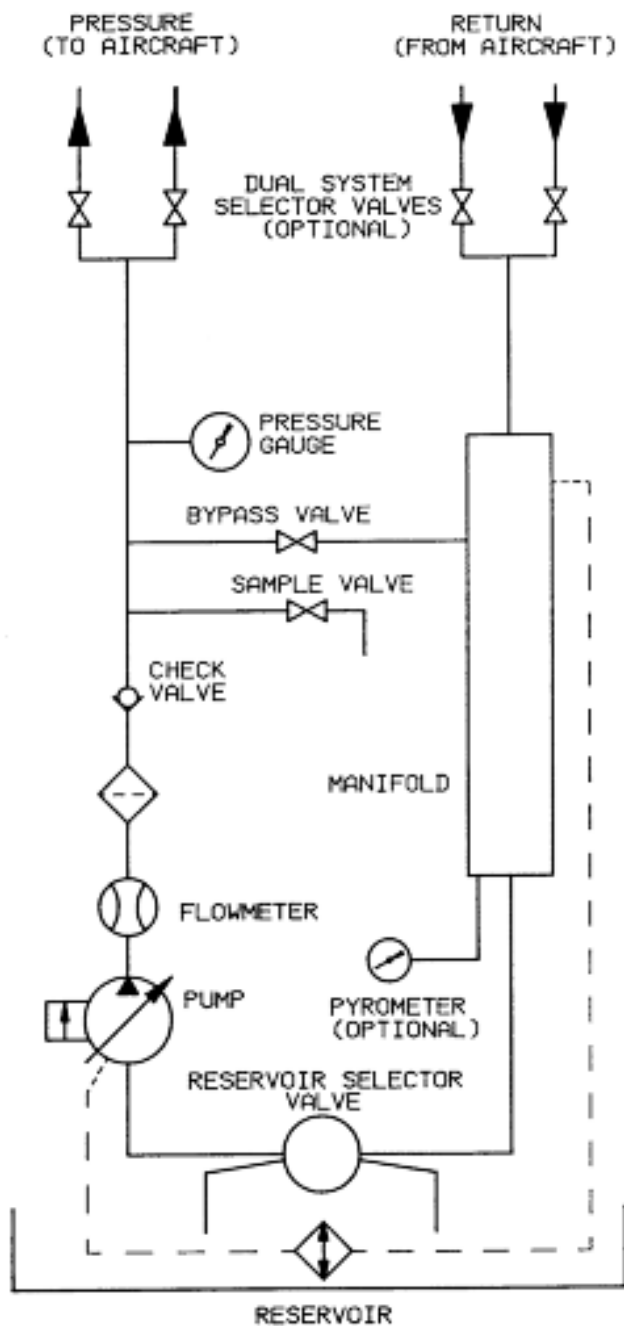 PRESSURE
(TO AIRCRAFT)
RETURN
(FROM AIRCRAFT)
DUAL SYSTEM
SELECTOR VALVES
(OPTIONAL)
PRESSURE
GAUGE
BYPASS VALVE
SAMPLE VALVE
CHECK
VALVE
MANIFOLD
FLOWMETER
PUMP
PYROMETER
(OPTIONAL)
RESERVOIR SELECTOR
VALVE
RESERVOIR